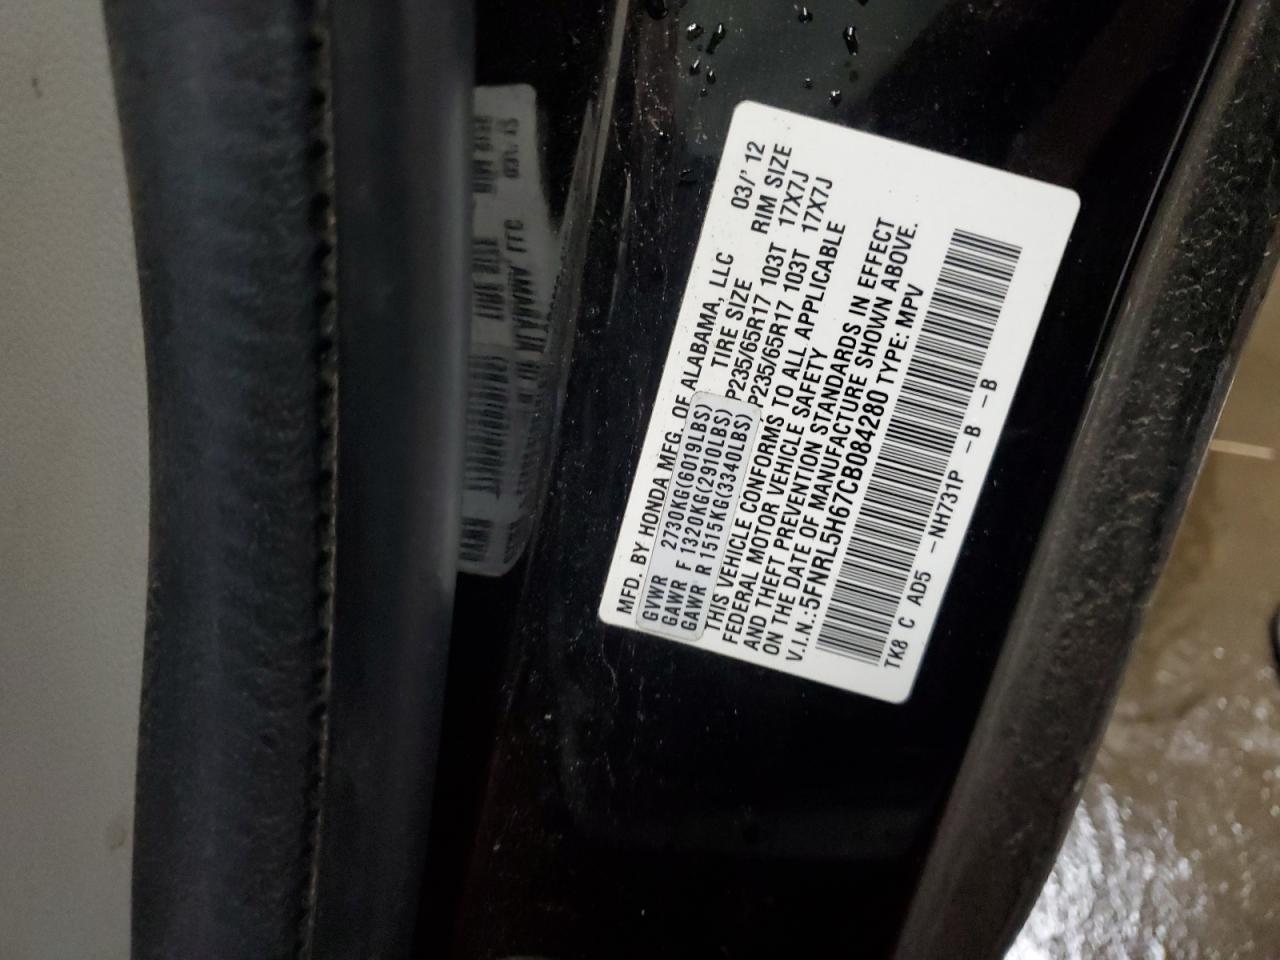 MFD. BY HONDA MFG. OF ALABAMA, LLC 03/'12
GVWR 2730KG(6019LBS) TIRE SIZE RIM SIZE
GAWR F 1320KG(2910LBS) P235/65R17 103T 17X7J
GAWR R 1515KG(3340LBS) P235/65R17 103T 17X7J
THIS VEHICLE CONFORMS TO ALL APPLICABLE
FEDERAL MOTOR VEHICLE SAFETY
AND THEFT PREVENTION STANDARDS IN EFFECT
ON THE DATE OF MANUFACTURE SHOWN ABOVE.
V.I.N.:5FNRL5H67CB084280 TYPE: MPV
TK8 C AD5 - NH731P - B - B